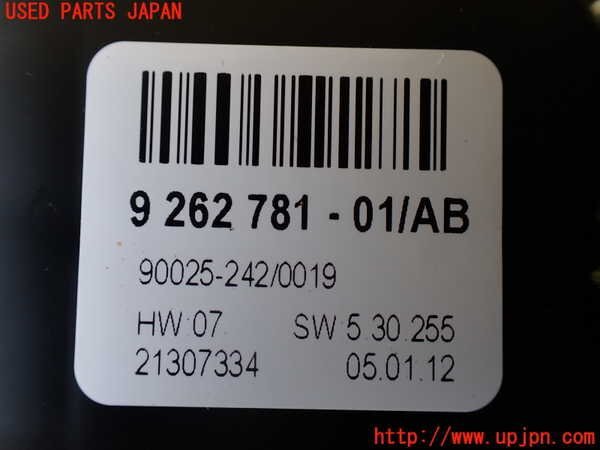 USED PARTS JAPAN
9 262 781 - 01/AB
90025-242/0019
HW 07 SW 5.30.255
21307334 05.01.12
http://www.upjpn.com/